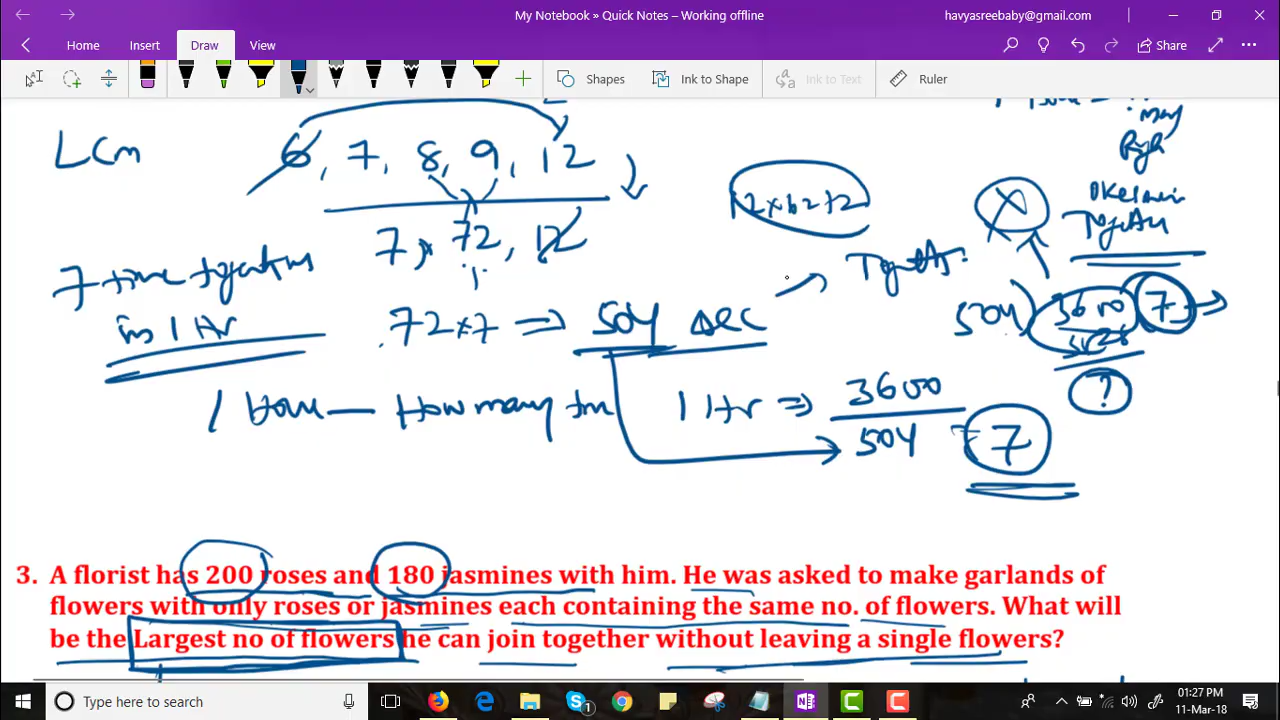 My Notebook » Quick Notes - Working offline
havyasreebaby@gmail.com
Home Insert Draw View
Share
Shapes Ink to Shape Ink to Text Ruler
LCm
6, 7, 8, 9, 12
7, 72, 12
Together
Together
7 time together
in 1 Hr
72×7 ⇒ 504 sec
504) 3600 (7
?
1 Hour — How many tm
1 Hr ⇒ 3600
504
7
3. A florist has 200 roses and 180 jasmines with him. He was asked to make garlands of
flowers with only roses or jasmines each containing the same no. of flowers. What will
be the Largest no of flowers he can join together without leaving a single flowers?
Type here to search
1
01:27 PM
11-Mar-18